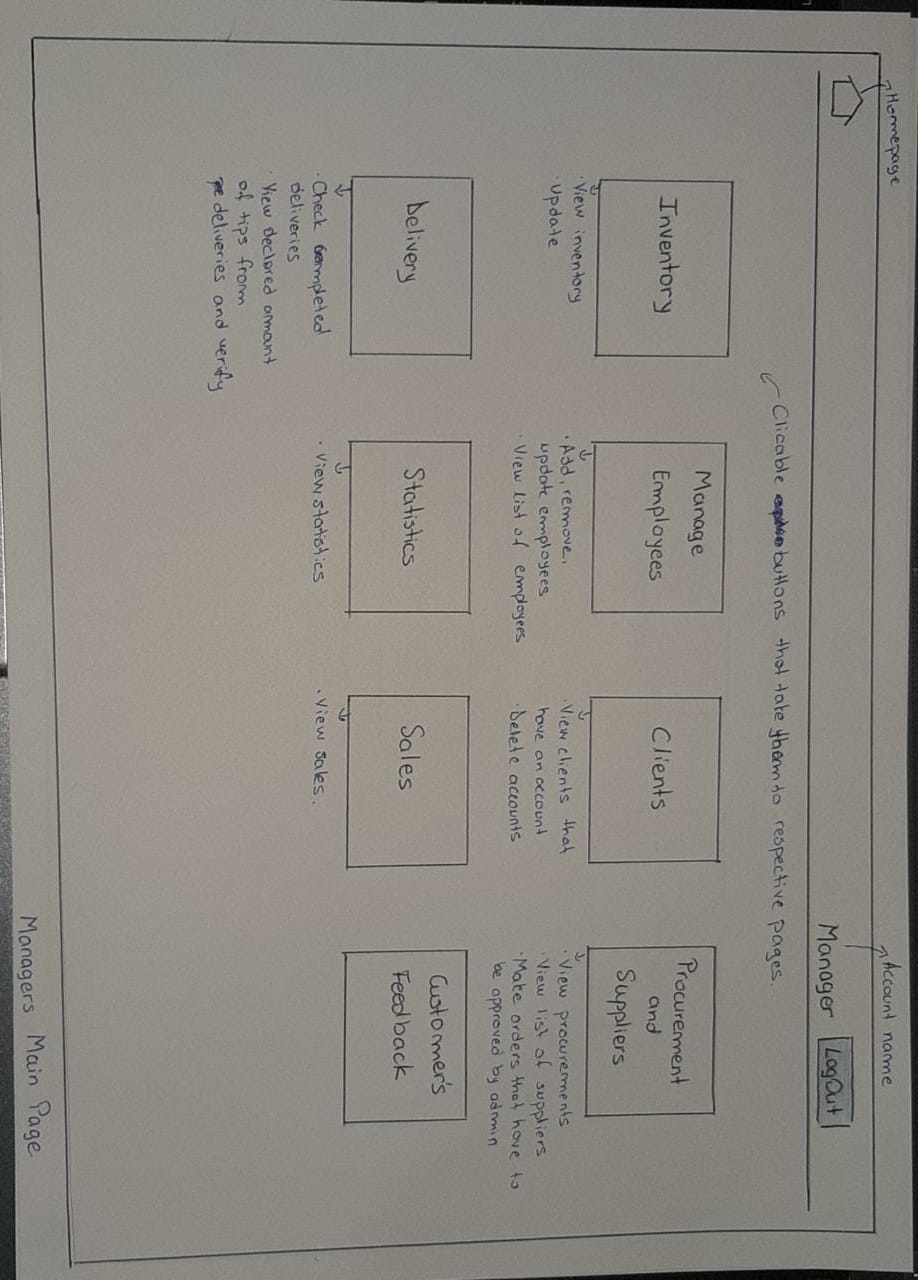 Homepage
Account name
Manager LogOut
Clicable buttons that take them to respective pages.
Inventory
· View inventory
· Update
Manage
Employees
· Add, remove,
update employees
· View list of employees
Clients
· View clients that
have an account
· Delete accounts
Procurement
and
Suppliers
· View procurements
· View list of suppliers
· Make orders that have to
be approved by admin
Delivery
· Check completed
deliveries
· View declared amount
of tips from
deliveries and verify
Statistics
· View statistics
Sales
· View sales.
Customer's
Feedback
Managers Main Page